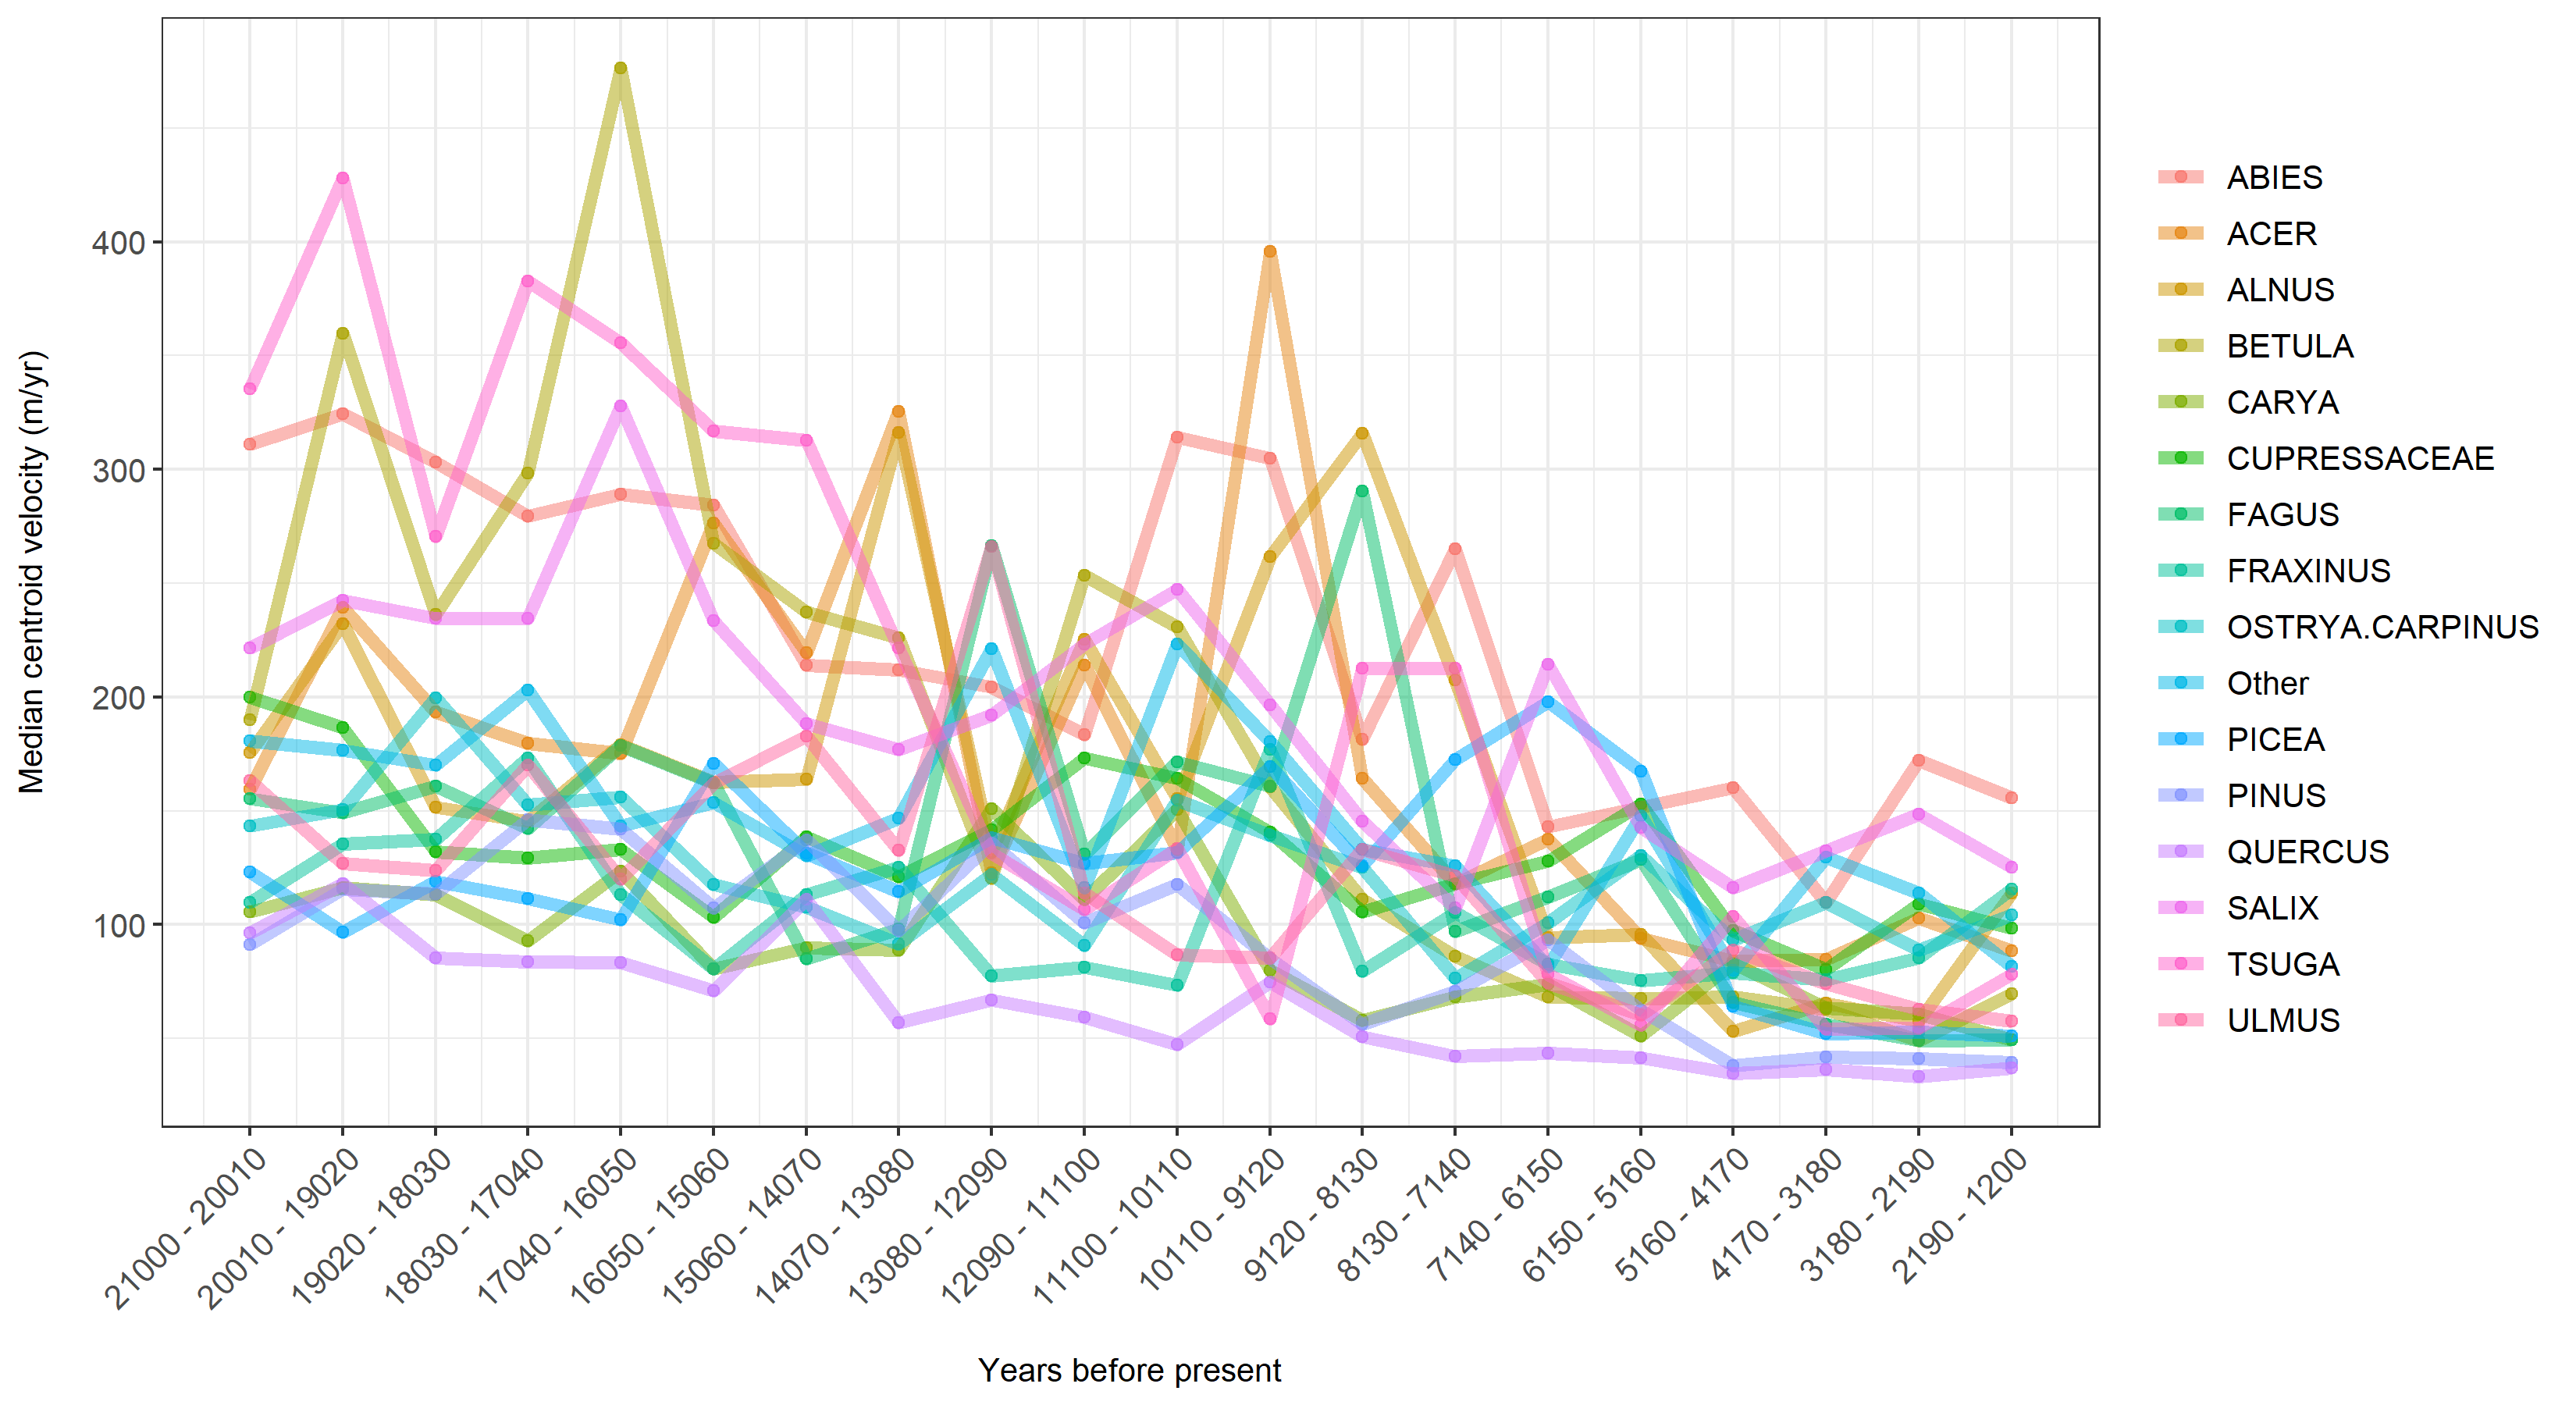 Median centroid velocity (m/yr)
400
300
200
100
21000 - 20010
20010 - 19020
19020 - 18030
18030 - 17040
17040 - 16050
16050 - 15060
15060 - 14070
14070 - 13080
13080 - 12090
12090 - 11100
11100 - 10110
10110 - 9120
9120 - 8130
8130 - 7140
7140 - 6150
6150 - 5160
5160 - 4170
4170 - 3180
3180 - 2190
2190 - 1200
Years before present
ABIES
ACER
ALNUS
BETULA
CARYA
CUPRESSACEAE
FAGUS
FRAXINUS
OSTRYA.CARPINUS
Other
PICEA
PINUS
QUERCUS
SALIX
TSUGA
ULMUS